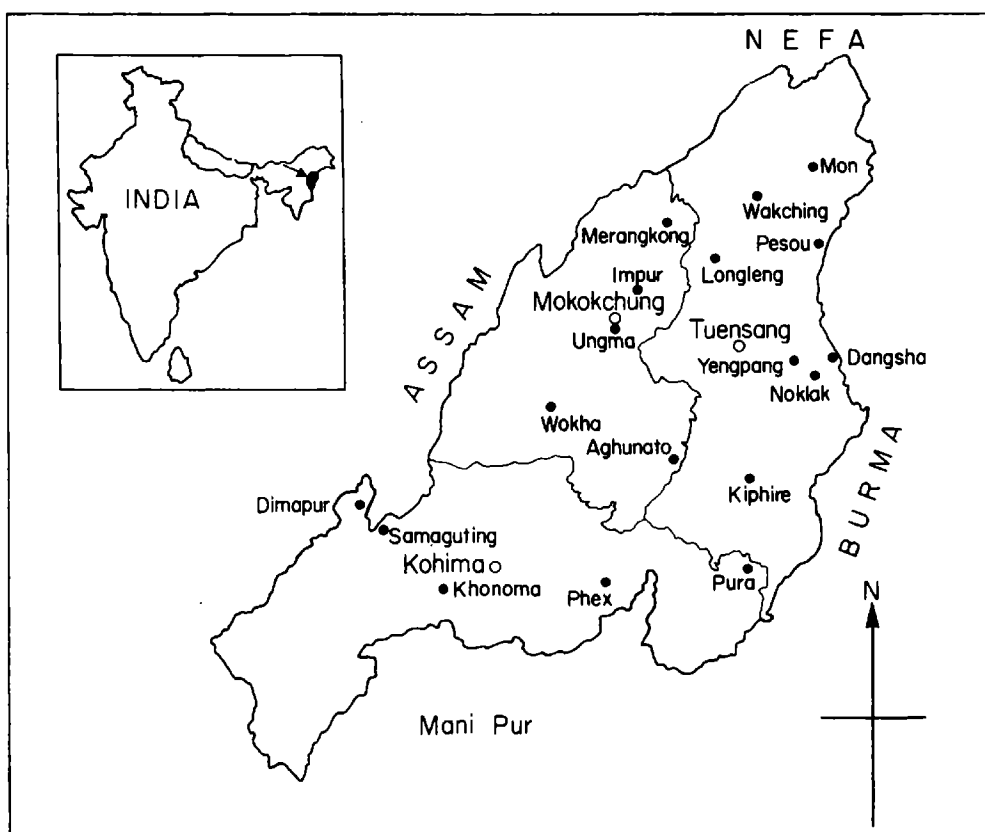 NEFA
INDIA
Mon
Wakching
Merangkong
Pesou
Longleng
Impur
Mokokchung
ASSAM
Ungma
Tuensang
Yengpang
Dangsha
Noklak
Wokha
Aghunato
BURMA
Kiphire
Dimapur
Samaguting
Kohima
Khonoma
Phex
Pura
N
Mani Pur